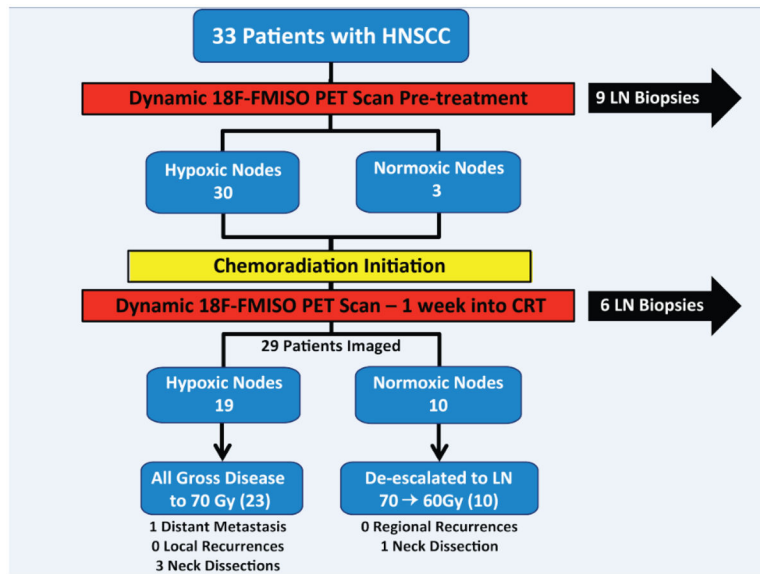 33 Patients with HNSCC
Dynamic 18F-FMISO PET Scan Pre-treatment
9 LN Biopsies
Hypoxic Nodes
30
Normoxic Nodes
3
Chemoradiation Initiation
Dynamic 18F-FMISO PET Scan – 1 week into CRT
6 LN Biopsies
29 Patients Imaged
Hypoxic Nodes
19
Normoxic Nodes
10
All Gross Disease
to 70 Gy (23)
De-escalated to LN
70 → 60Gy (10)
1 Distant Metastasis
0 Local Recurrences
3 Neck Dissections
0 Regional Recurrences
1 Neck Dissection